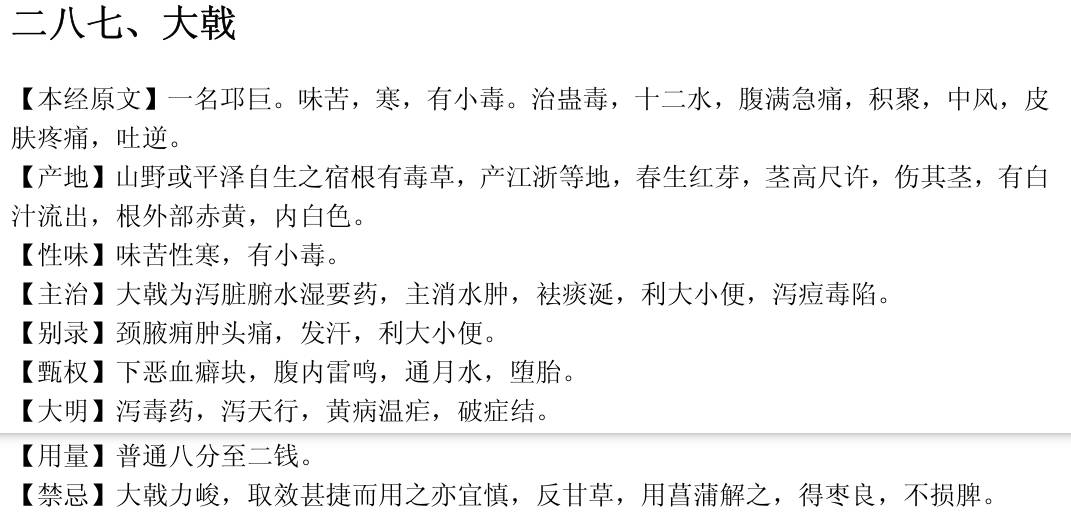 二八七、大戟
【本经原文】一名邛巨。味苦，寒，有小毒。治蛊毒，十二水，腹满急痛，积聚，中风，皮
肤疼痛，吐逆。
【产地】山野或平泽自生之宿根有毒草，产江浙等地，春生红芽，茎高尺许，伤其茎，有白
汁流出，根外部赤黄，内白色。
【性味】味苦性寒，有小毒。
【主治】大戟为泻脏腑水湿要药，主消水肿，袪痰涎，利大小便，泻痘毒陷。
【别录】颈腋痈肿头痛，发汗，利大小便。
【甄权】下恶血癖块，腹内雷鸣，通月水，堕胎。
【大明】泻毒药，泻天行，黄病温疟，破症结。
【用量】普通八分至二钱。
【禁忌】大戟力峻，取效甚捷而用之亦宜慎，反甘草，用菖蒲解之，得枣良，不损脾。